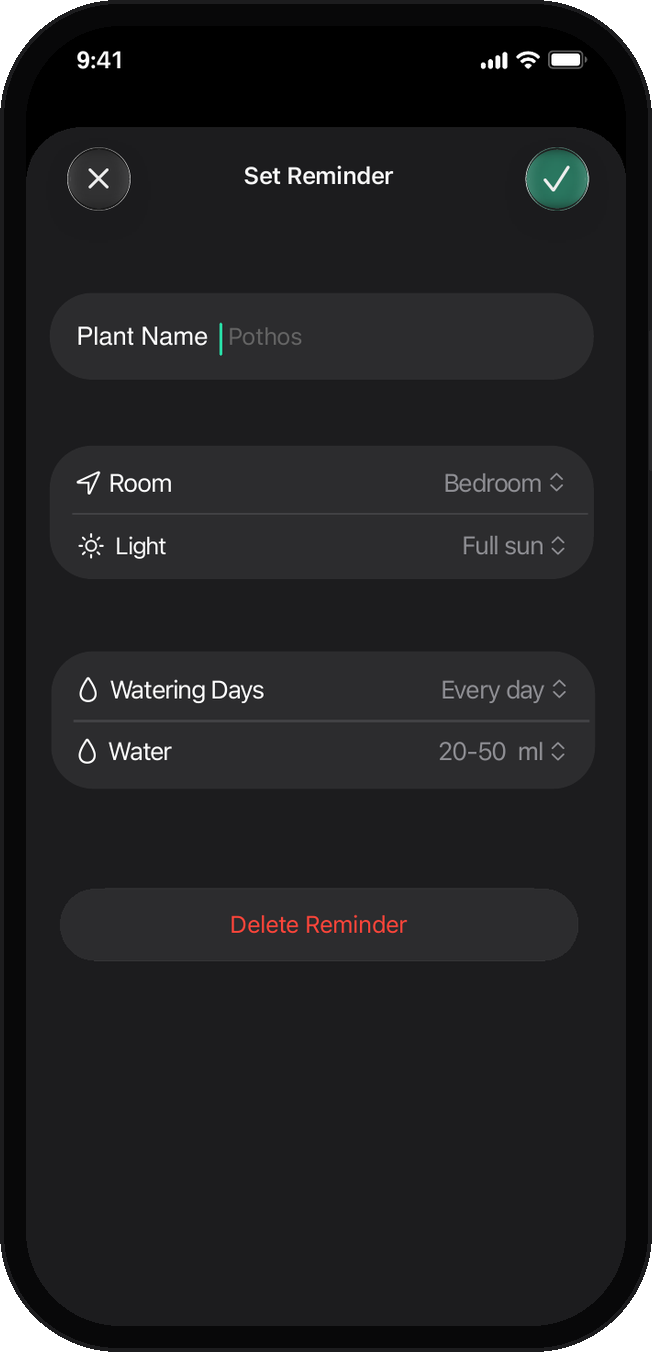 9:41
Set Reminder
Plant Name Pothos
Room Bedroom
Light Full sun
Watering Days Every day
Water 20-50 ml
Delete Reminder